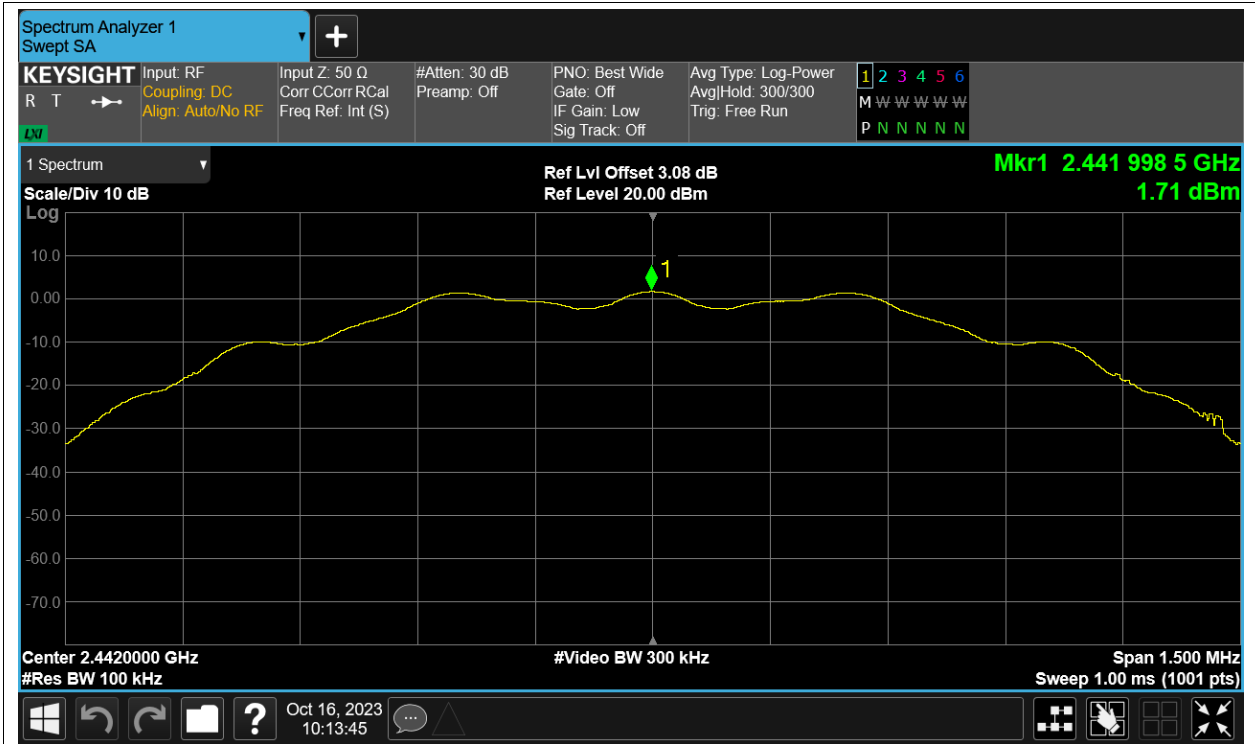 Spectrum Analyzer 1
Swept SA
+
KEYSIGHT
R T
LXI
Input: RF
Coupling: DC
Align: Auto/No RF
Input Z: 50 Ω
Corr CCorr RCal
Freq Ref: Int (S)
#Atten: 30 dB
Preamp: Off
PNO: Best Wide
Gate: Off
IF Gain: Low
Sig Track: Off
Avg Type: Log-Power
Avg|Hold: 300/300
Trig: Free Run
1 2 3 4 5 6
M W W W W W
P N N N N N
1 Spectrum
Scale/Div 10 dB
Log
Ref Lvl Offset 3.08 dB
Ref Level 20.00 dBm
Mkr1 2.441 998 5 GHz
1.71 dBm
1
10.0
0.00
-10.0
-20.0
-30.0
-40.0
-50.0
-60.0
-70.0
Center 2.4420000 GHz
#Video BW 300 kHz
Span 1.500 MHz
#Res BW 100 kHz
Sweep 1.00 ms (1001 pts)
?
Oct 16, 2023
10:13:45